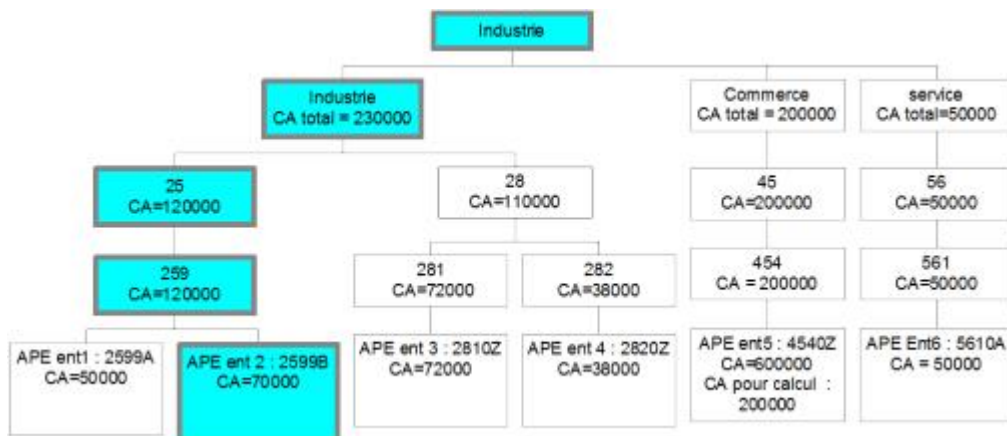 Industrie
Industrie
CA total = 230000
Commerce
CA total = 200000
service
CA total=50000
25
CA=120000
28
CA=110000
45
CA=200000
56
CA=50000
259
CA=120000
281
CA=72000
282
CA=38000
454
CA = 200000
561
CA=50000
APE ent1 : 2599A
CA=50000
APE ent 2 : 2599B
CA=70000
APE ent 3 : 2810Z
CA=72000
APE ent 4 : 2820Z
CA=38000
APE ent5 : 4540Z
CA=600000
CA pour calcul :
200000
APE Ent6 : 5610A
CA = 50000